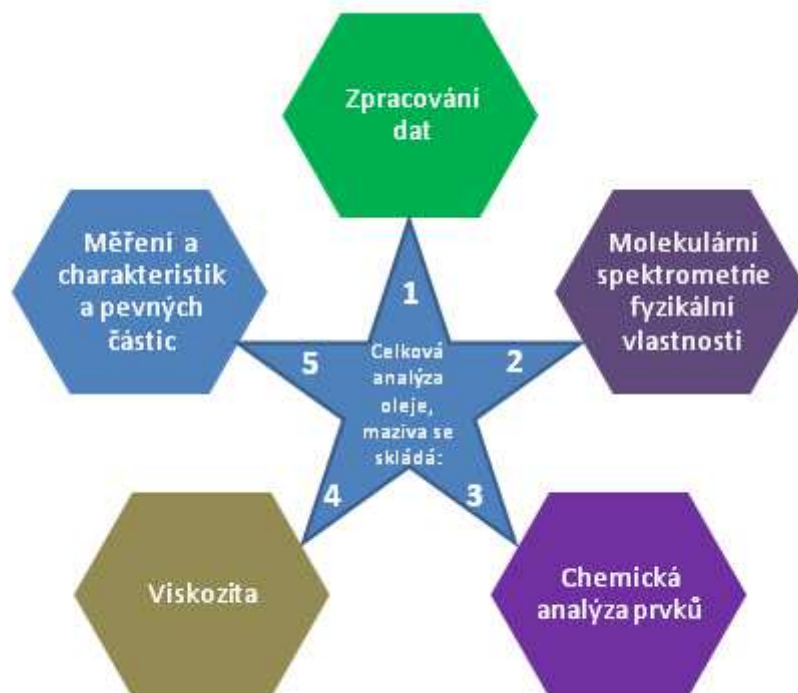 Zpracování
dat
Měření a
charakteristik
a pevných
částic
Molekulární
spektrometrie
fyzikální
vlastnosti
1
5
2
Celková
analýza
oleje,
maziva se
skládá:
4
3
Viskozita
Chemická
analýza prvků